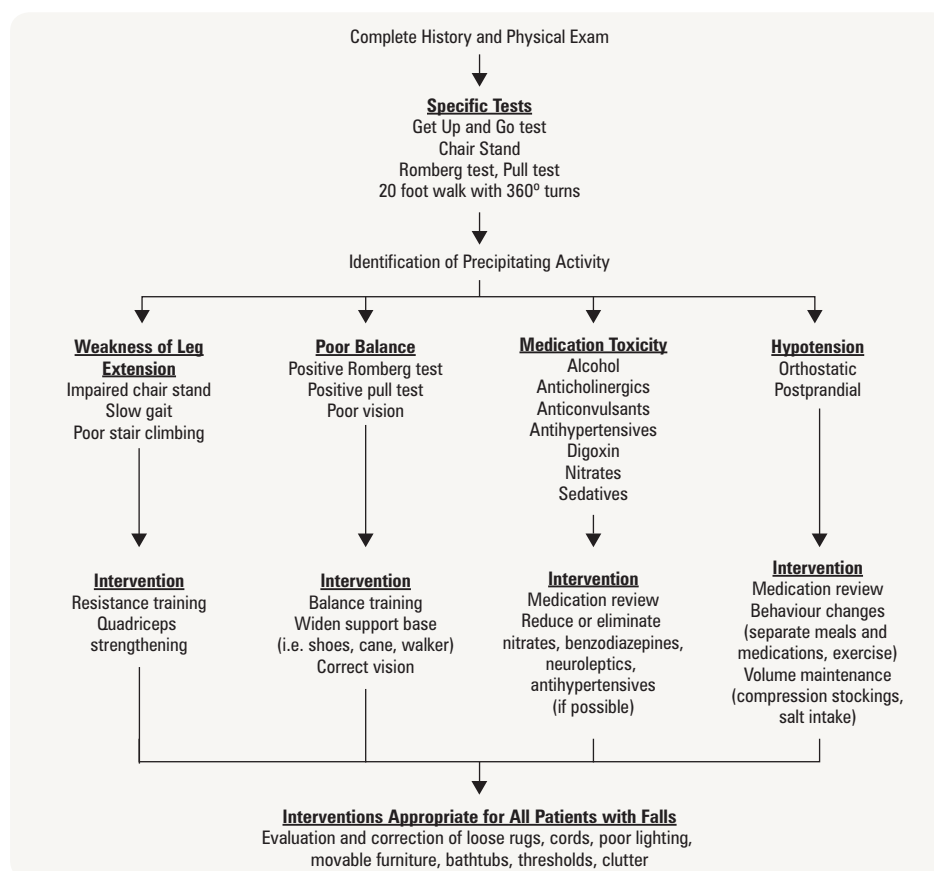 Complete History and Physical Exam
Specific Tests
Get Up and Go test
Chair Stand
Romberg test, Pull test
20 foot walk with 360º turns
Identification of Precipitating Activity
Weakness of Leg
Extension
Impaired chair stand
Slow gait
Poor stair climbing
Poor Balance
Positive Romberg test
Positive pull test
Poor vision
Medication Toxicity
Alcohol
Anticholinergics
Anticonvulsants
Antihypertensives
Digoxin
Nitrates
Sedatives
Hypotension
Orthostatic
Postprandial
Intervention
Resistance training
Quadriceps
strengthening
Intervention
Balance training
Widen support base
(i.e. shoes, cane, walker)
Correct vision
Intervention
Medication review
Reduce or eliminate
nitrates, benzodiazepines,
neuroleptics,
antihypertensives
(if possible)
Intervention
Medication review
Behaviour changes
(separate meals and
medications, exercise)
Volume maintenance
(compression stockings,
salt intake)
Interventions Appropriate for All Patients with Falls
Evaluation and correction of loose rugs, cords, poor lighting,
movable furniture, bathtubs, thresholds, clutter